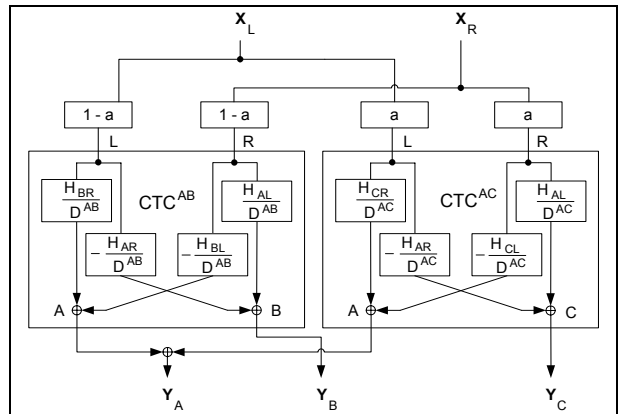 X_L X_R
1 - a 1 - a a a
L R L R
H_BR / D^AB CTC^AB H_AL / D^AB H_CR / D^AC CTC^AC H_AL / D^AC
- H_AR / D^AB - H_BL / D^AB - H_AR / D^AC - H_CL / D^AC
A B A C
Y_A Y_B Y_C